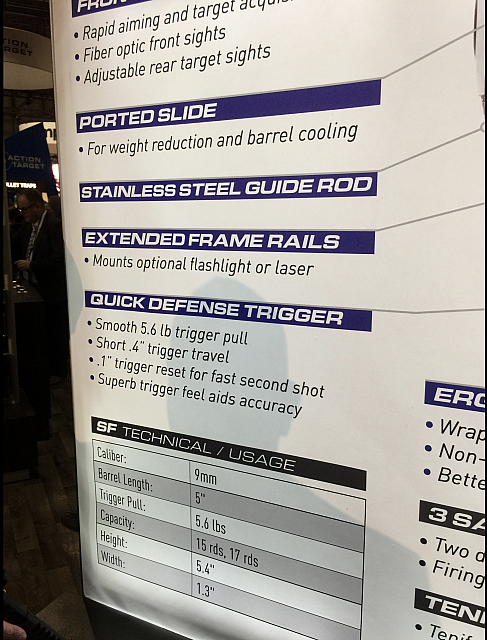 Rapid aiming and target
• Fiber optic front sights
• Adjustable rear target sights
PORTED SLIDE
• For weight reduction and barrel cooling
STAINLESS STEEL GUIDE ROD
EXTENDED FRAME RAILS
• Mounts optional flashlight or laser
QUICK DEFENSE TRIGGER
• Smooth 5.6 lb trigger pull
• Short .4" trigger travel
• .1" trigger reset for fast second shot
• Superb trigger feel aids accuracy
SF TECHNICAL / USAGE
Caliber: 9mm
Barrel Length: 5"
Trigger Pull: 5.6 lbs
Capacity: 15 rds, 17 rds
Height: 5.4"
Width: 1.3"
ERG
• Wrap
• Non-
• Bette
3 SA
• Two
• Firing
TENI
ACTION
TARGET